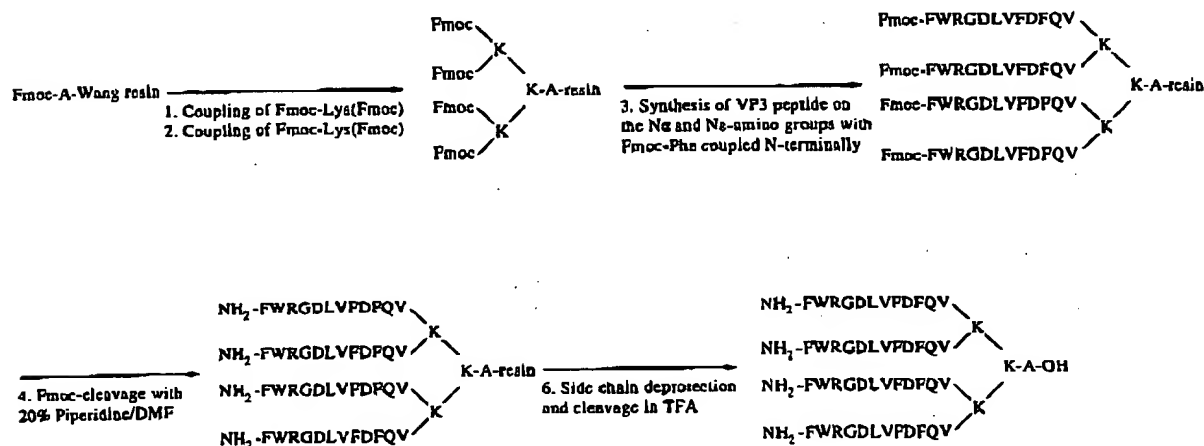 Fmoc-A-Wang resin
1. Coupling of Fmoc-Lys(Fmoc)
2. Coupling of Fmoc-Lys(Fmoc)
Fmoc
K
Fmoc
K-A-resin
Fmoc
K
Fmoc
3. Synthesis of VP3 peptide on
the Nα and Nε-amino groups with
Fmoc-Phe coupled N-terminally
Fmoc-FWRGDLVFDFQV
K
Fmoc-FWRGDLVFDFQV
K-A-resin
Fmoc-FWRGDLVFDFQV
K
Fmoc-FWRGDLVFDFQV
4. Fmoc-cleavage with
20% Piperidine/DMF
NH2-FWRGDLVFDFQV
K
NH2-FWRGDLVFDFQV
K-A-resin
NH2-FWRGDLVFDFQV
K
NH2-FWRGDLVFDFQV
6. Side chain deprotection
and cleavage in TFA
NH2-FWRGDLVFDFQV
K
NH2-FWRGDLVFDFQV
K-A-OH
NH2-FWRGDLVFDFQV
K
NH2-FWRGDLVFDFQV